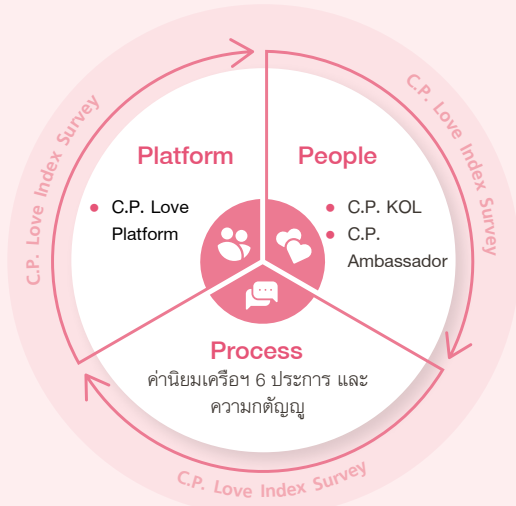 C.P. Love Index Survey
C.P. Love Index Survey
Platform
• C.P. Love
Platform
People
• C.P. KOL
• C.P.
Ambassador
Process
ค่านิยมเครือฯ 6 ประการ และ
ความกตัญญู
C.P. Love Index Survey